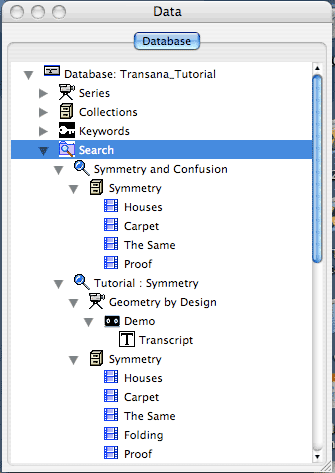 Data
Database
Database: Transana_Tutorial
Series
Collections
Keywords
Search
Symmetry and Confusion
Symmetry
Houses
Carpet
The Same
Proof
Tutorial : Symmetry
Geometry by Design
Demo
T Transcript
Symmetry
Houses
Carpet
The Same
Folding
Proof